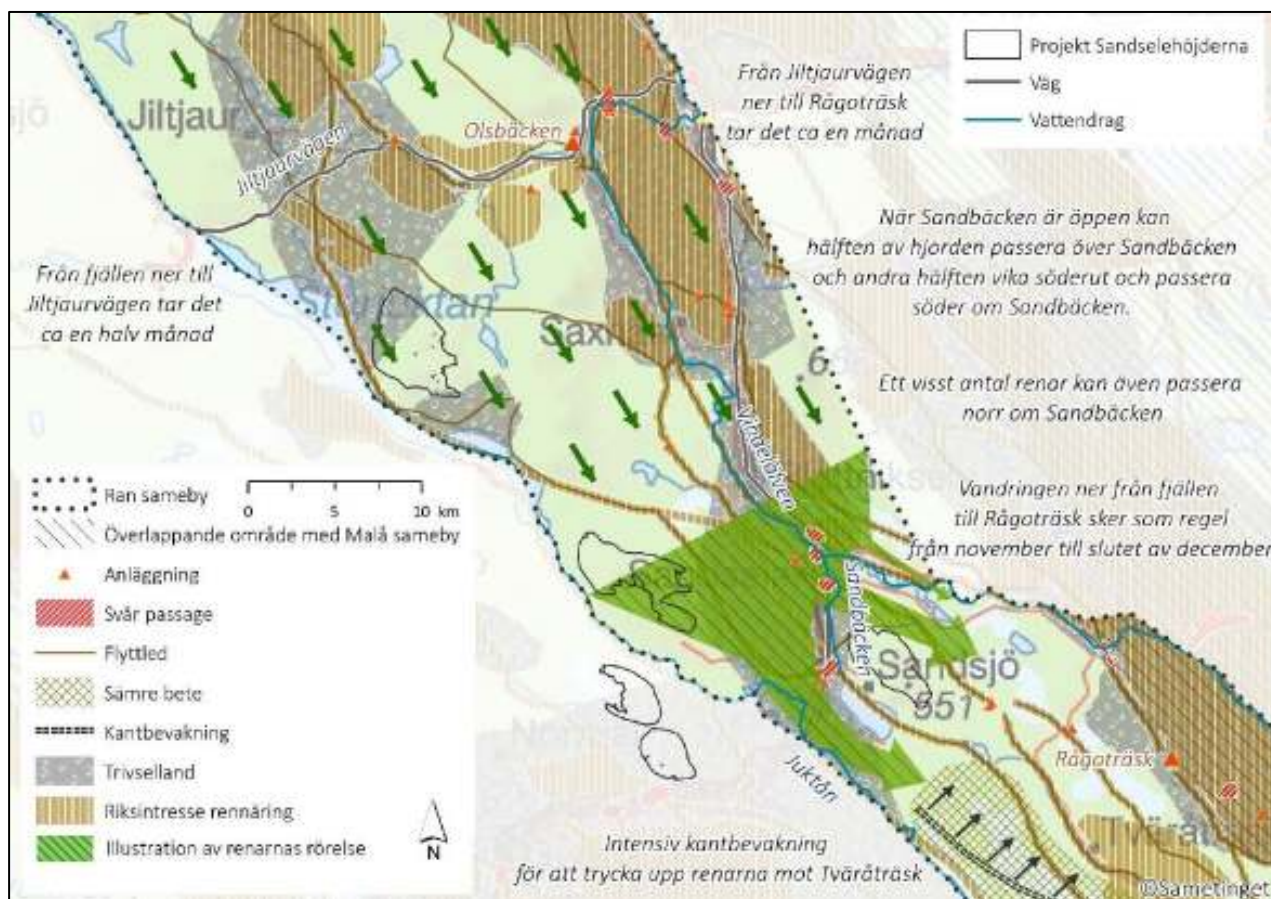 Projekt Sandselehöjderna
Väg
Vattendrag
Från Jiltjaurvägen
ner till Rågoträsk
tar det ca en månad
Jiltjaur
Jiltjaurvägen
Olsbäcken
När Sandbäcken är öppen kan
hälften av hjorden passera över Sandbäcken
och andra hälften vika söderut och passera
söder om Sandbäcken.
Från fjällen ner till
Jiltjaurvägen tar det
ca en halv månad
Ett visst antal renar kan även passera
norr om Sandbäcken
Vindelälven
Vandringen ner från fjällen
till Rågoträsk sker som regel
från november till slutet av december
Sandbäcken
Sandsjö
951
Rågoträsk
Juktån
Intensiv kantbevakning
för att trycka upp renarna mot Tväråträsk
©Sametinget
Ran sameby
0 5 10 km
Överlappande område med Malå sameby
Anläggning
Svår passage
Flyttled
Sämre bete
Kantbevakning
Trivselland
Riksintresse rennäring
Illustration av renarnas rörelse
N